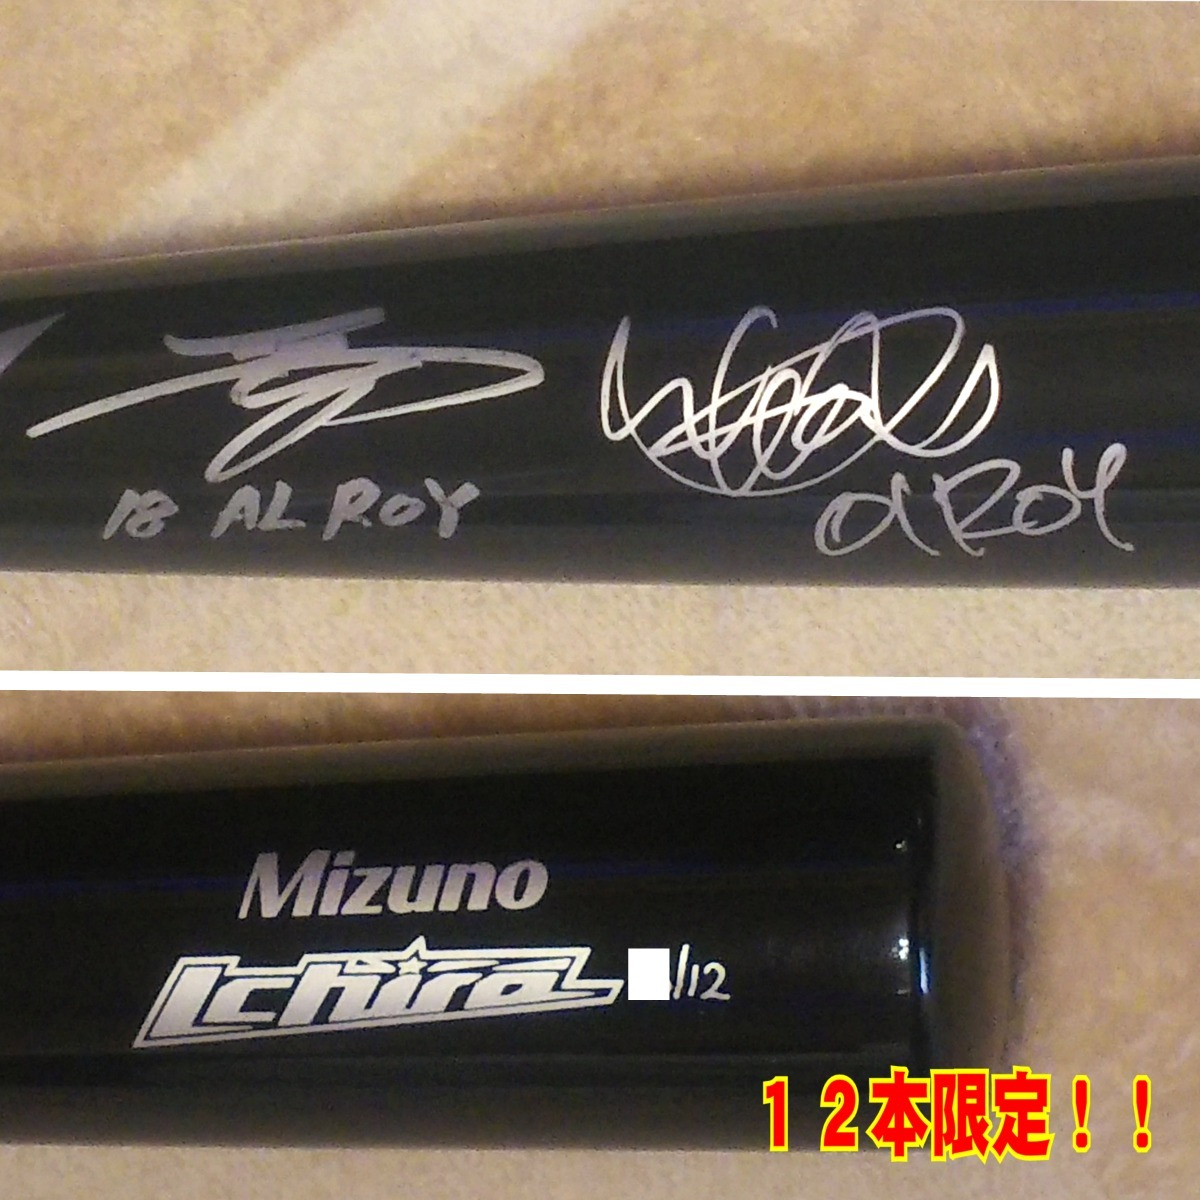 18 AL ROY
01 ROY
Mizuno
Ichiro
/12
１２本限定！！